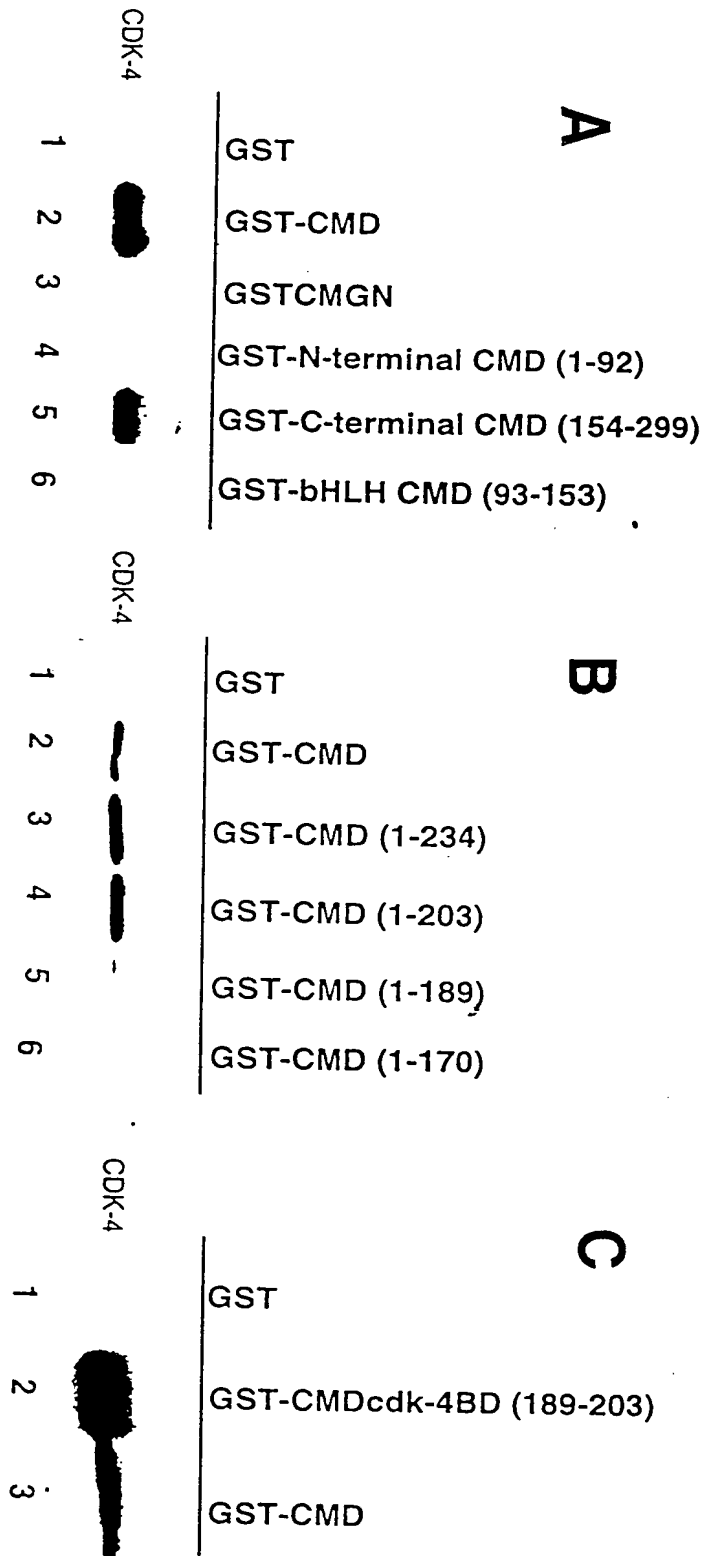 A
GST
GST-CMD
GSTCMGN
GST-N-terminal CMD (1-92)
GST-C-terminal CMD (154-299)
GST-bHLH CMD (93-153)
CDK-4
1 2 3 4 5 6
B
GST
GST-CMD
GST-CMD (1-234)
GST-CMD (1-203)
GST-CMD (1-189)
GST-CMD (1-170)
CDK-4
1 2 3 4 5 6
C
GST
GST-CMDcdk-4BD (189-203)
GST-CMD
CDK-4
1 2 3